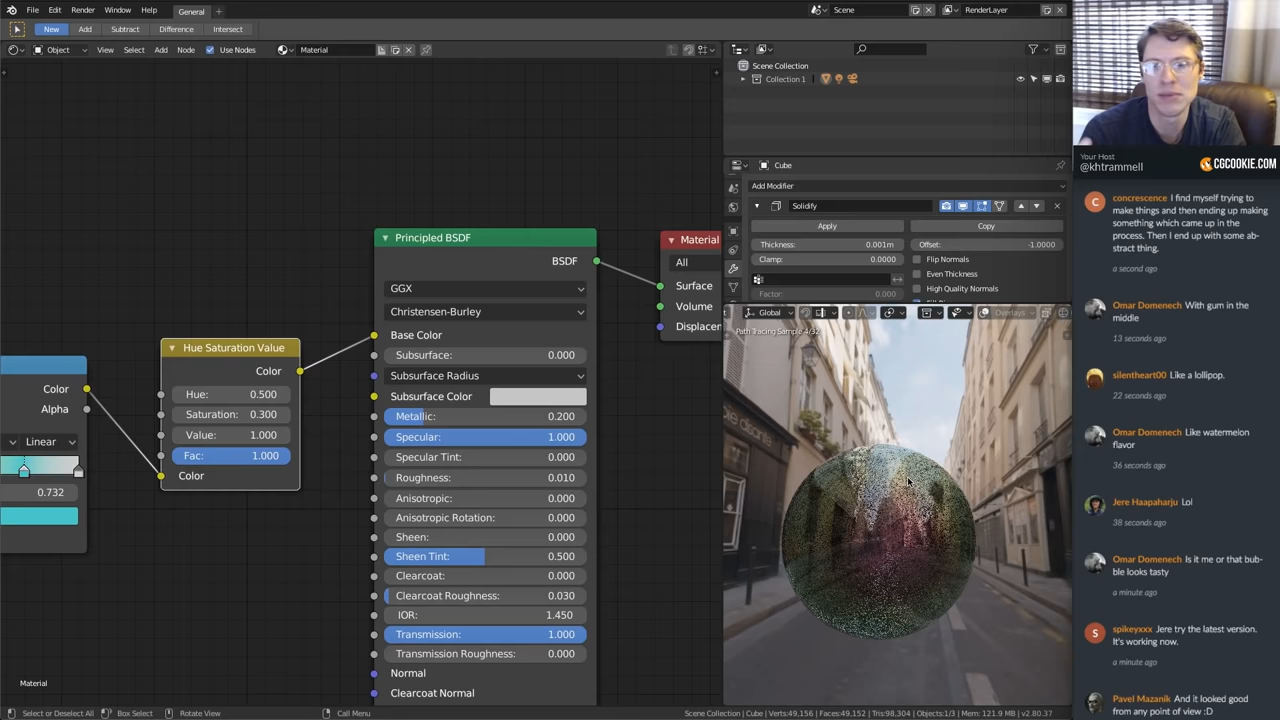 File Edit Render Window Help General Scene RenderLayer
New Add Subtract Difference Intersect
Object View Select Add Node Use Nodes Material
Scene Collection
Collection 1
Cube
Add Modifier
Solidify
Apply Copy
Thickness: 0.001m Offset: -1.0000
Clamp: 0.0000 Flip Normals
Even Thickness
High Quality Normals
Factor: 0.000
Global Overlays
Path Tracing Sample 4/32
Color
Alpha
Linear
0.732
Hue Saturation Value
Color
Hue: 0.500
Saturation: 0.300
Value: 1.000
Fac: 1.000
Color
Principled BSDF
BSDF
GGX
Christensen-Burley
Base Color
Subsurface: 0.000
Subsurface Radius
Subsurface Color
Metallic: 0.200
Specular: 1.000
Specular Tint: 0.000
Roughness: 0.010
Anisotropic: 0.000
Anisotropic Rotation: 0.000
Sheen: 0.000
Sheen Tint: 0.500
Clearcoat: 0.000
Clearcoat Roughness: 0.030
IOR: 1.450
Transmission: 1.000
Transmission Roughness: 0.000
Normal
Clearcoat Normal
Material
All
Surface
Volume
Displacer
Material
Select or Deselect All Box Select Rotate View Call Menu Scene Collection | Cube | Verts:49,156 | Faces:49,152 | Tris:98,304 | Objects:1/3 | Mem: 121.9 MB | v2.80.37
Your Host
@khtrammell CGCOOKIE.COM
C
concrescence I find myself trying to
make things and then ending up making
something which came up in the
process. Then I end up with some ab-
stract thing.
a second ago
Omar Domenech With gum in the
middle
13 seconds ago
silentheart00 Like a lollipop.
22 seconds ago
Omar Domenech Like watermelon
flavor
36 seconds ago
Jere Haapaharju Lol
38 seconds ago
Omar Domenech Is it me or that bub-
ble looks tasty
a minute ago
S
spikeyxxx Jere try the latest version.
It's working now.
a minute ago
Pavel Mazanik And it looked good
from any point of view :D